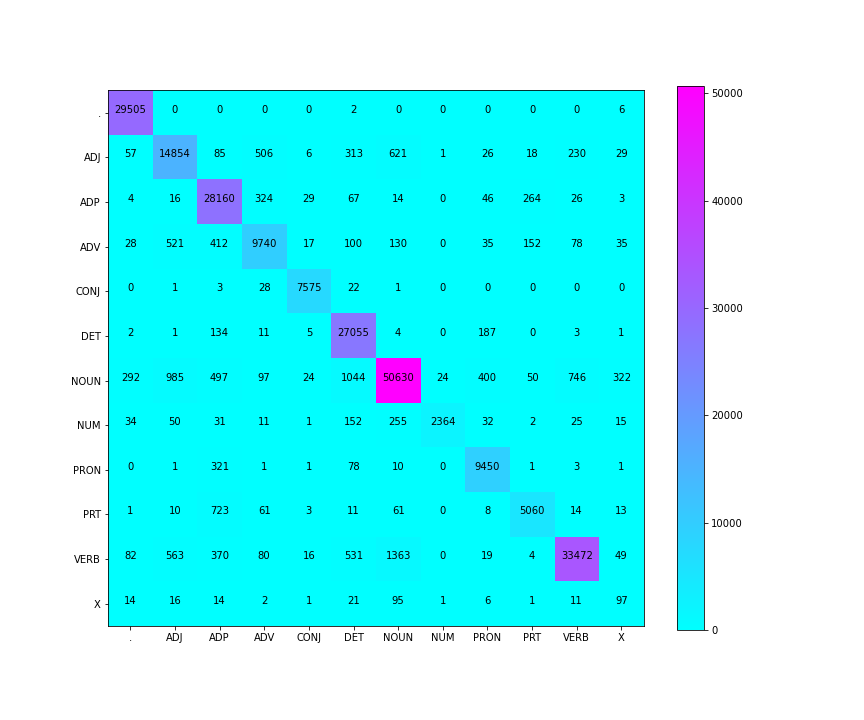 . 29505 0 0 0 0 2 0 0 0 0 0 6
ADJ 57 14854 85 506 6 313 621 1 26 18 230 29
ADP 4 16 28160 324 29 67 14 0 46 264 26 3
ADV 28 521 412 9740 17 100 130 0 35 152 78 35
CONJ 0 1 3 28 7575 22 1 0 0 0 0 0
DET 2 1 134 11 5 27055 4 0 187 0 3 1
NOUN 292 985 497 97 24 1044 50630 24 400 50 746 322
NUM 34 50 31 11 1 152 255 2364 32 2 25 15
PRON 0 1 321 1 1 78 10 0 9450 1 3 1
PRT 1 10 723 61 3 11 61 0 8 5060 14 13
VERB 82 563 370 80 16 531 1363 0 19 4 33472 49
X 14 16 14 2 1 21 95 1 6 1 11 97
. ADJ ADP ADV CONJ DET NOUN NUM PRON PRT VERB X
50000
40000
30000
20000
10000
0